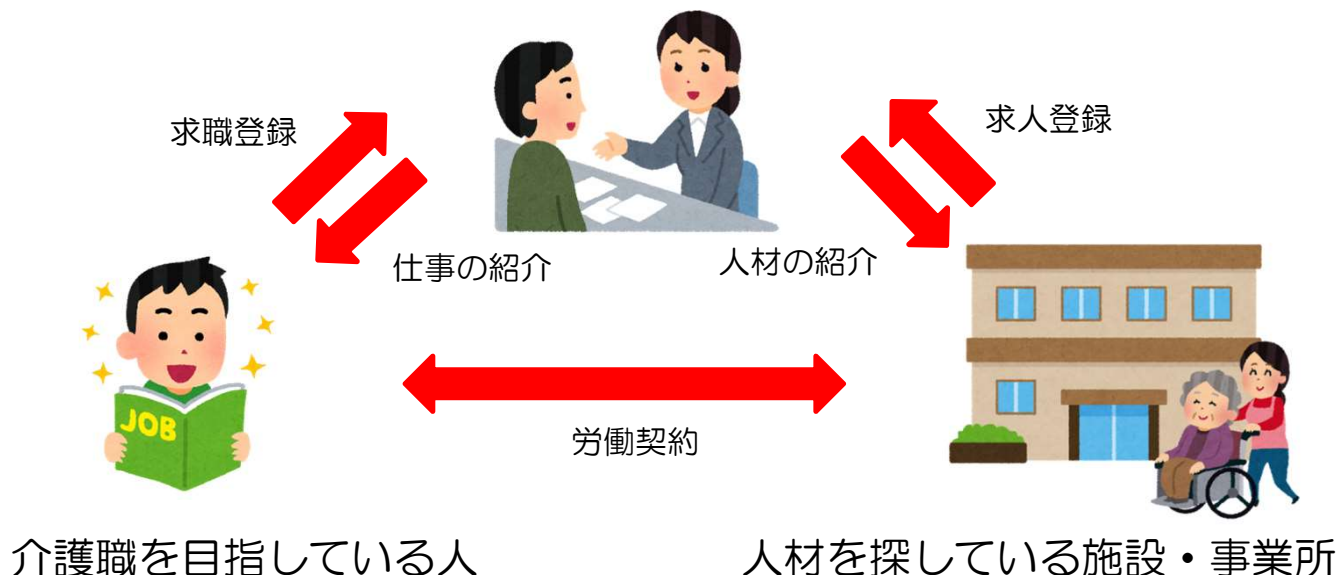 求職登録
求人登録
仕事の紹介
人材の紹介
JOB
労働契約
介護職を目指している人
人材を探している施設・事業所